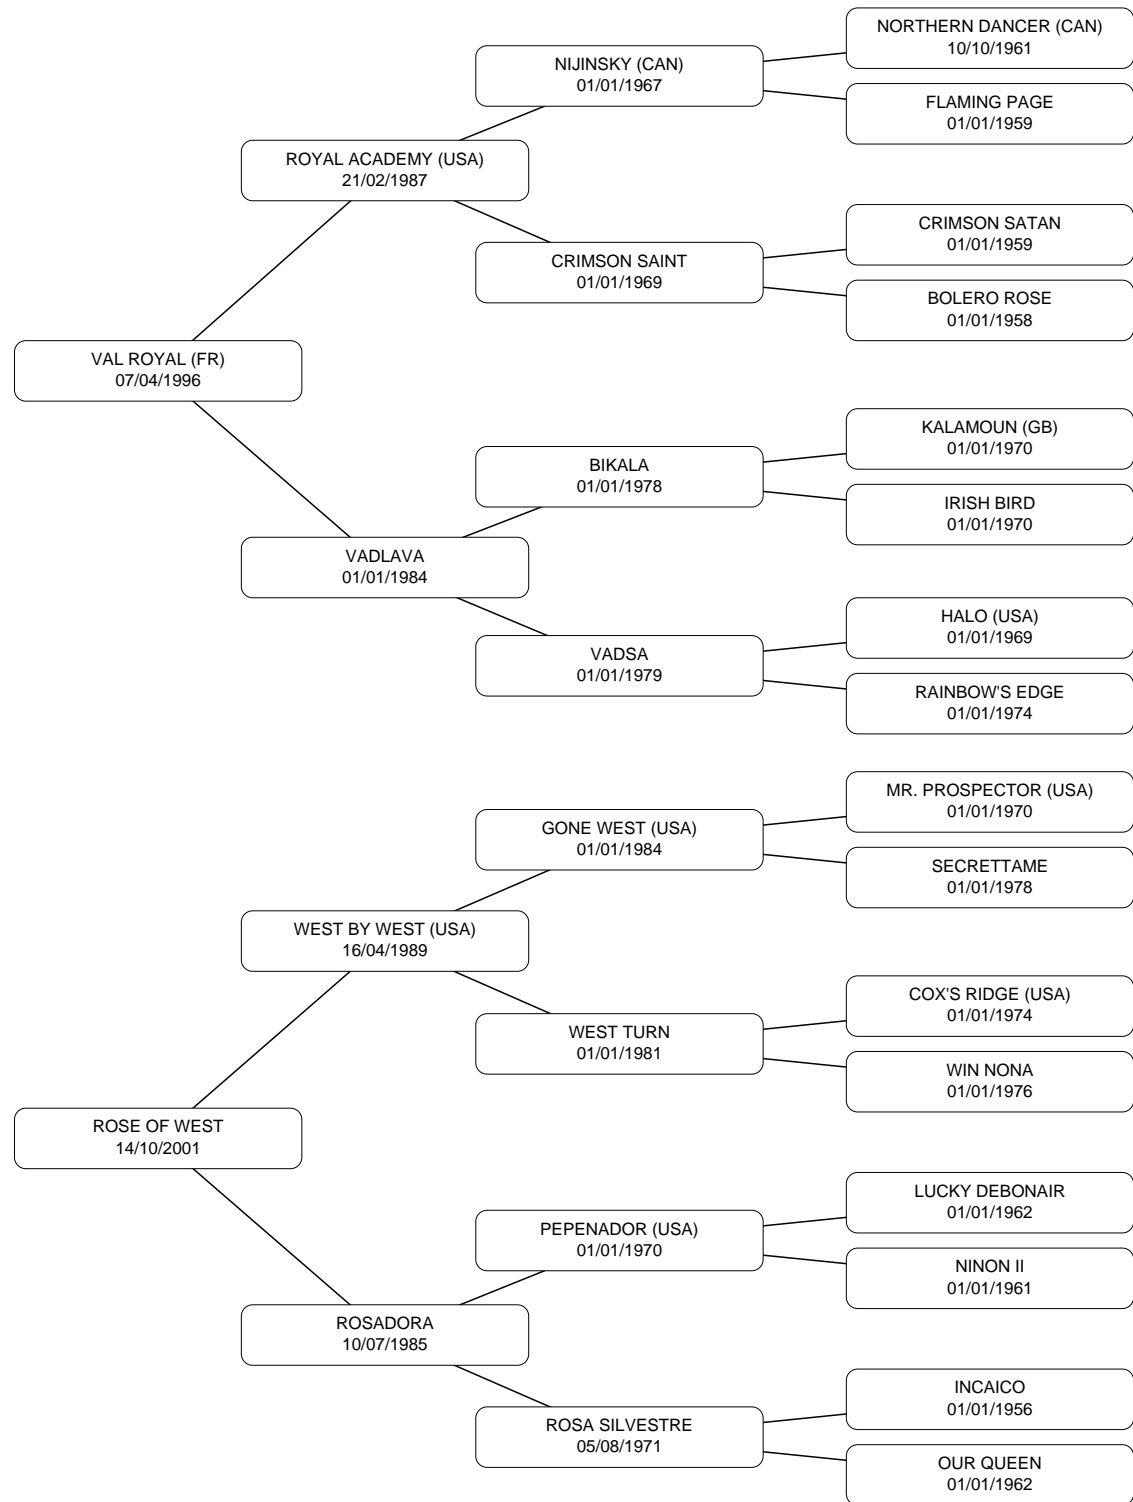 NORTHERN DANCER (CAN)
10/10/1961
NIJINSKY (CAN)
01/01/1967
FLAMING PAGE
01/01/1959
ROYAL ACADEMY (USA)
21/02/1987
CRIMSON SATAN
01/01/1959
CRIMSON SAINT
01/01/1969
BOLERO ROSE
01/01/1958
VAL ROYAL (FR)
07/04/1996
KALAMOUN (GB)
01/01/1970
BIKALA
01/01/1978
IRISH BIRD
01/01/1970
VADLAVA
01/01/1984
HALO (USA)
01/01/1969
VADSA
01/01/1979
RAINBOW'S EDGE
01/01/1974
MR. PROSPECTOR (USA)
01/01/1970
GONE WEST (USA)
01/01/1984
SECRETTAME
01/01/1978
WEST BY WEST (USA)
16/04/1989
COX'S RIDGE (USA)
01/01/1974
WEST TURN
01/01/1981
WIN NONA
01/01/1976
ROSE OF WEST
14/10/2001
LUCKY DEBONAIR
01/01/1962
PEPENADOR (USA)
01/01/1970
NINON II
01/01/1961
ROSADORA
10/07/1985
INCAICO
01/01/1956
ROSA SILVESTRE
05/08/1971
OUR QUEEN
01/01/1962